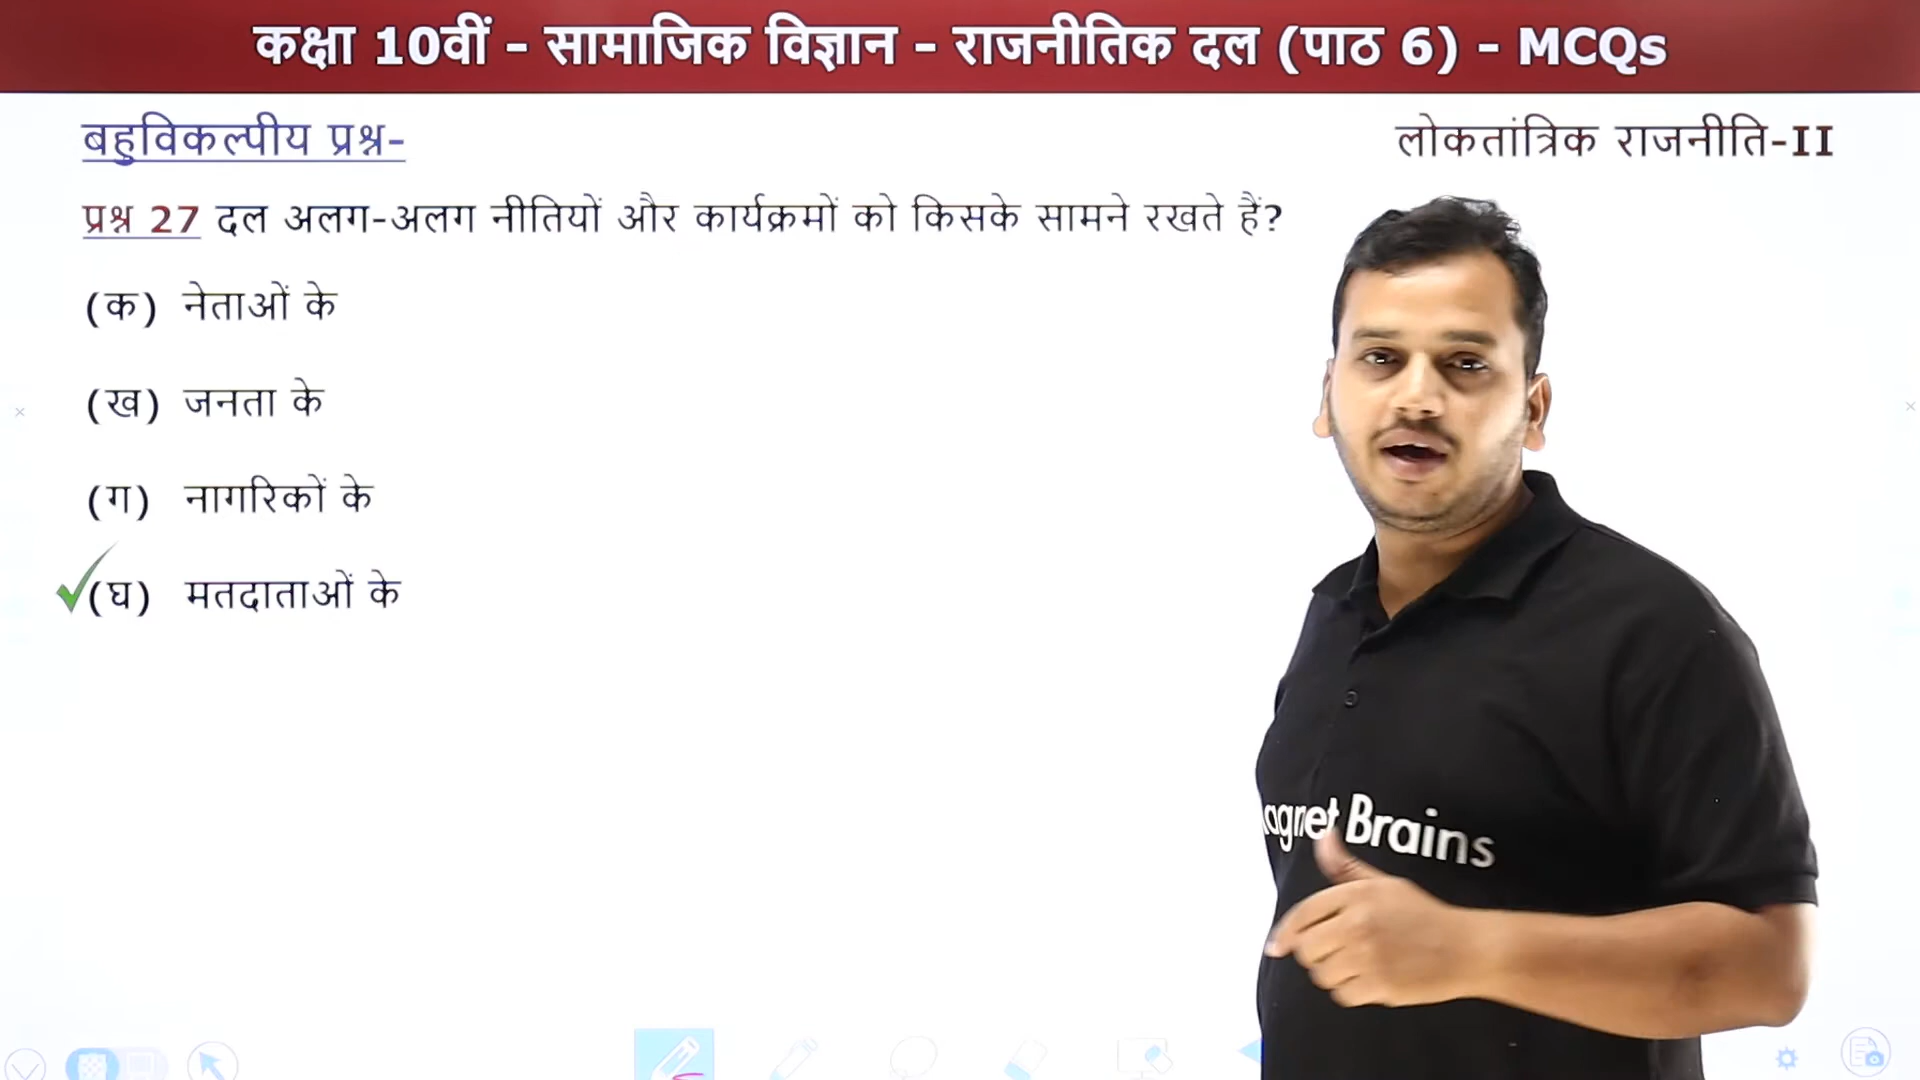 कक्षा 10वीं - सामाजिक विज्ञान - राजनीतिक दल (पाठ 6) - MCQs
बहुविकल्पीय प्रश्न-
लोकतांत्रिक राजनीति-II
प्रश्न 27 दल अलग-अलग नीतियों और कार्यक्रमों को किसके सामने रखते हैं?
(क) नेताओं के
(ख) जनता के
(ग) नागरिकों के
(घ) मतदाताओं के
agnet Brains